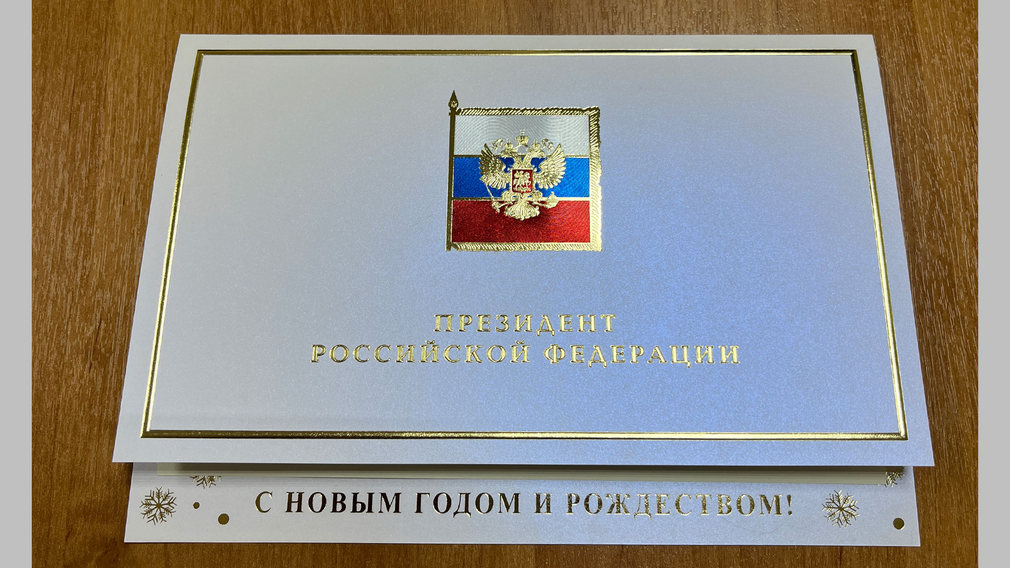 ПРЕЗИДЕНТ
РОССИЙСКОЙ ФЕДЕРАЦИИ
С НОВЫМ ГОДОМ И РОЖДЕСТВОМ!